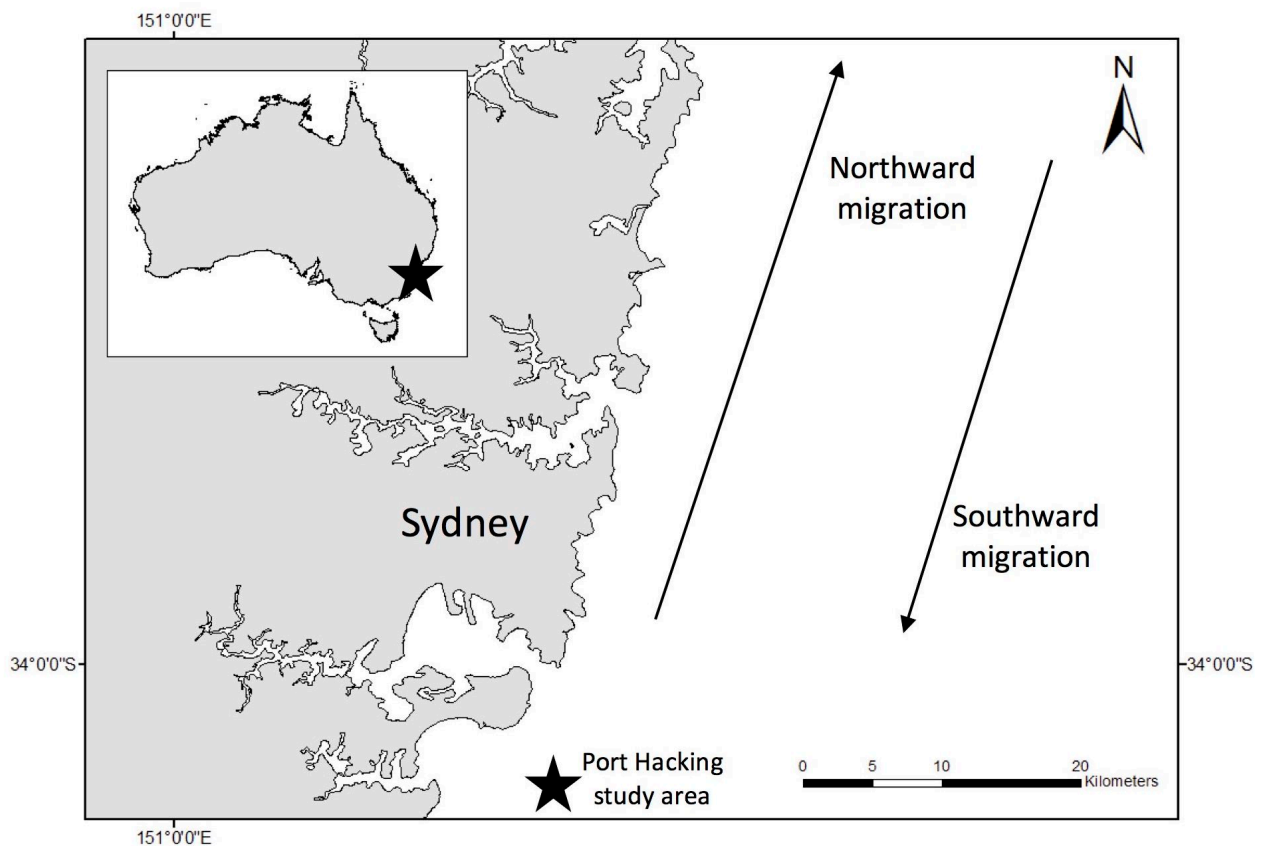 151°0'0"E
N
Northward
migration
Sydney
Southward
migration
34°0'0"S
34°0'0"S
Port Hacking
study area
0 5 10 20
Kilometers
151°0'0"E